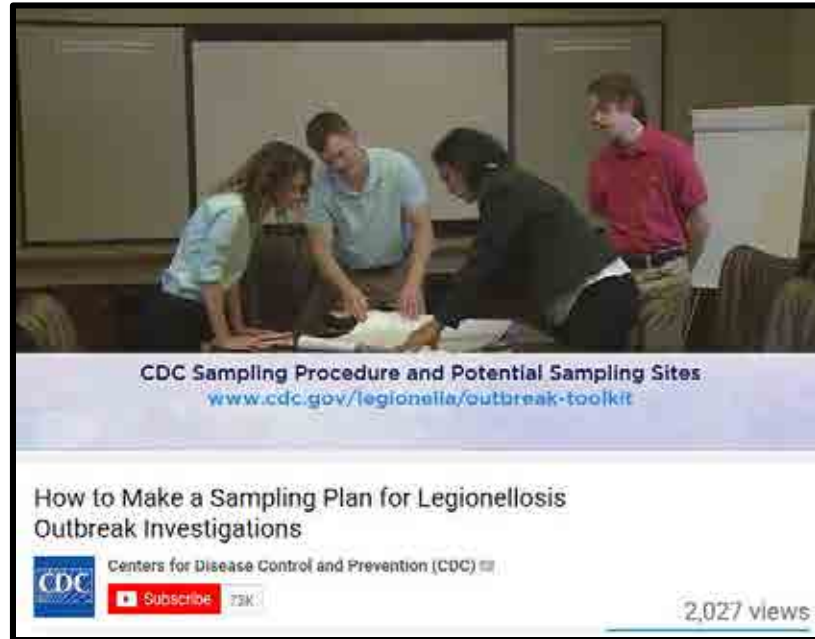 CDC Sampling Procedure and Potential Sampling Sites
www.cdc.gov/legionella/outbreak-toolkit
How to Make a Sampling Plan for Legionellosis
Outbreak Investigations
CDC
Centers for Disease Control and Prevention (CDC)
Subscribe 73K
2,027 views